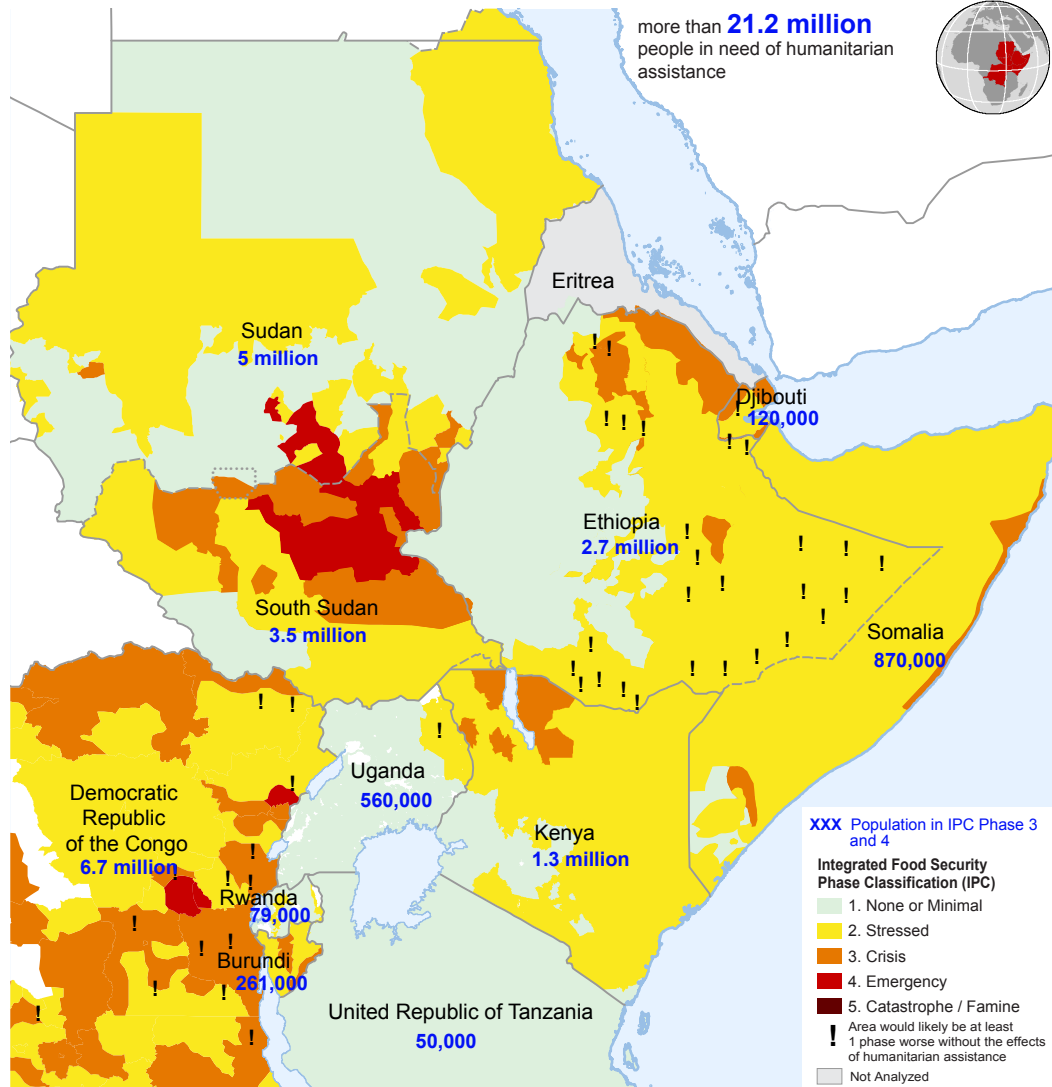 more than 21.2 million
people in need of humanitarian
assistance
Eritrea
Sudan
5 million
Djibouti
120,000
Ethiopia
2.7 million
South Sudan
3.5 million
Somalia
870,000
Uganda
560,000
Democratic
Republic
of the Congo
6.7 million
Kenya
1.3 million
Rwanda
79,000
Burundi
261,000
United Republic of Tanzania
50,000
XXX Population in IPC Phase 3
and 4
Integrated Food Security
Phase Classification (IPC)
1. None or Minimal
2. Stressed
3. Crisis
4. Emergency
5. Catastrophe / Famine
! Area would likely be at least
1 phase worse without the effects
of humanitarian assistance
Not Analyzed